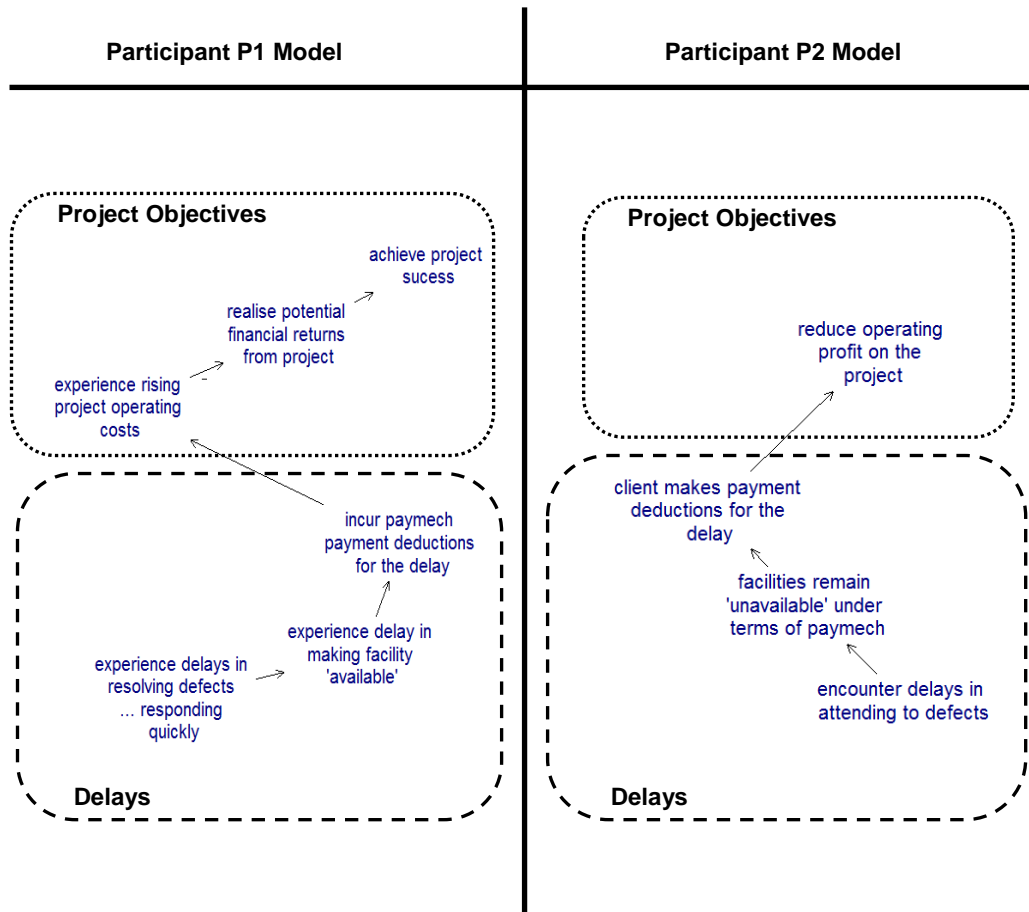 Participant P1 Model
Participant P2 Model
Project Objectives
achieve project
sucess
realise potential
financial returns
from project
-
experience rising
project operating
costs
incur paymech
payment deductions
for the delay
experience delay in
making facility
'available'
experience delays in
resolving defects
... responding
quickly
Delays
Project Objectives
reduce operating
profit on the
project
client makes payment
deductions for the
delay
facilities remain
'unavailable' under
terms of paymech
encounter delays in
attending to defects
Delays